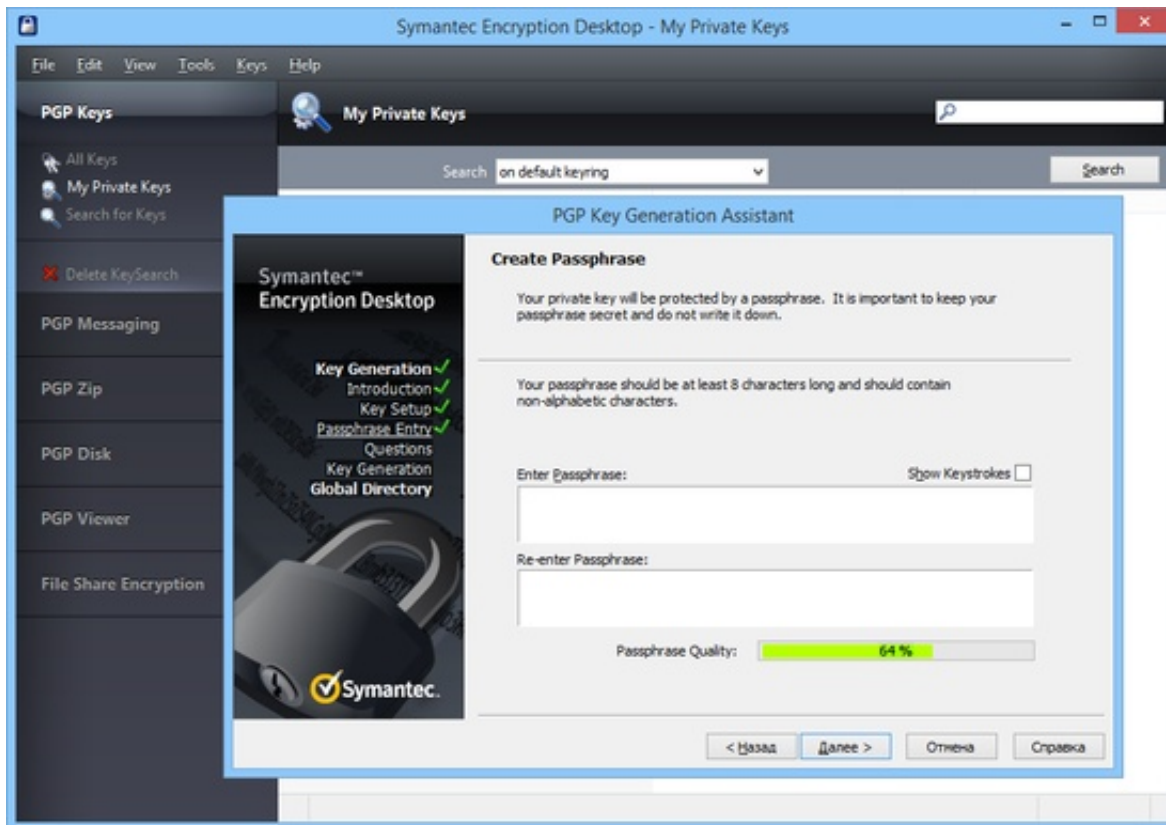 Symantec Encryption Desktop - My Private Keys
File Edit View Tools Keys Help
PGP Keys
My Private Keys
All Keys
My Private Keys
Search for Keys
Search on default keyring Search
Delete KeySearch
PGP Messaging
PGP Zip
PGP Disk
PGP Viewer
File Share Encryption
PGP Key Generation Assistant
Symantec™
Encryption Desktop
Key Generation
Introduction
Key Setup
Passphrase Entry
Questions
Key Generation
Global Directory
Symantec.
Create Passphrase
Your private key will be protected by a passphrase. It is important to keep your
passphrase secret and do not write it down.
Your passphrase should be at least 8 characters long and should contain
non-alphabetic characters.
Enter Passphrase: Show Keystrokes
Re-enter Passphrase:
Passphrase Quality: 64 %
< Назад Далее > Отмена Справка